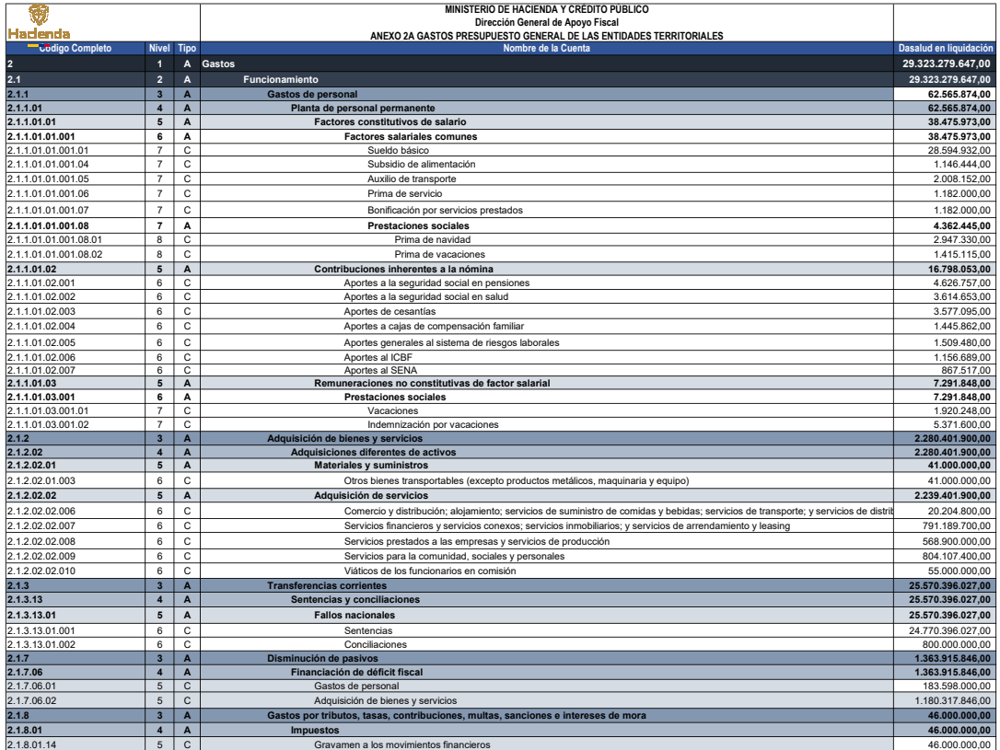 Hacienda
MINISTERIO DE HACIENDA Y CRÉDITO PÚBLICO
Dirección General de Apoyo Fiscal
ANEXO 2A GASTOS PRESUPUESTO GENERAL DE LAS ENTIDADES TERRITORIALES
Código Completo Nivel Tipo Nombre de la Cuenta Dasalud en liquidación
2 1 A Gastos 29.323.279.647,00
2.1 2 A Funcionamiento 29.323.279.647,00
2.1.1 3 A Gastos de personal 62.565.874,00
2.1.1.01 4 A Planta de personal permanente 62.565.874,00
2.1.1.01.01 5 A Factores constitutivos de salario 38.475.973,00
2.1.1.01.01.001 6 A Factores salariales comunes 38.475.973,00
2.1.1.01.01.001.01 7 C Sueldo básico 28.594.932,00
2.1.1.01.01.001.04 7 C Subsidio de alimentación 1.146.444,00
2.1.1.01.01.001.05 7 C Auxilio de transporte 2.008.152,00
2.1.1.01.01.001.06 7 C Prima de servicio 1.182.000,00
2.1.1.01.01.001.07 7 C Bonificación por servicios prestados 1.182.000,00
2.1.1.01.01.001.08 7 A Prestaciones sociales 4.362.445,00
2.1.1.01.01.001.08.01 8 C Prima de navidad 2.947.330,00
2.1.1.01.01.001.08.02 8 C Prima de vacaciones 1.415.115,00
2.1.1.01.02 5 A Contribuciones inherentes a la nómina 16.798.053,00
2.1.1.01.02.001 6 C Aportes a la seguridad social en pensiones 4.626.757,00
2.1.1.01.02.002 6 C Aportes a la seguridad social en salud 3.614.653,00
2.1.1.01.02.003 6 C Aportes de cesantías 3.577.095,00
2.1.1.01.02.004 6 C Aportes a cajas de compensación familiar 1.445.862,00
2.1.1.01.02.005 6 C Aportes generales al sistema de riesgos laborales 1.509.480,00
2.1.1.01.02.006 6 C Aportes al ICBF 1.156.689,00
2.1.1.01.02.007 6 C Aportes al SENA 867.517,00
2.1.1.01.03 5 A Remuneraciones no constitutivas de factor salarial 7.291.848,00
2.1.1.01.03.001 6 A Prestaciones sociales 7.291.848,00
2.1.1.01.03.001.01 7 C Vacaciones 1.920.248,00
2.1.1.01.03.001.02 7 C Indemnización por vacaciones 5.371.600,00
2.1.2 3 A Adquisición de bienes y servicios 2.280.401.900,00
2.1.2.02 4 A Adquisiciones diferentes de activos 2.280.401.900,00
2.1.2.02.01 5 A Materiales y suministros 41.000.000,00
2.1.2.02.01.003 6 C Otros bienes transportables (excepto productos metálicos, maquinaria y equipo) 41.000.000,00
2.1.2.02.02 5 A Adquisición de servicios 2.239.401.900,00
2.1.2.02.02.006 6 C Comercio y distribución; alojamiento; servicios de suministro de comidas y bebidas; servicios de transporte; y servicios de distrib 20.204.800,00
2.1.2.02.02.007 6 C Servicios financieros y servicios conexos; servicios inmobiliarios; y servicios de arrendamiento y leasing 791.189.700,00
2.1.2.02.02.008 6 C Servicios prestados a las empresas y servicios de producción 568.900.000,00
2.1.2.02.02.009 6 C Servicios para la comunidad, sociales y personales 804.107.400,00
2.1.2.02.02.010 6 C Viáticos de los funcionarios en comisión 55.000.000,00
2.1.3 3 A Transferencias corrientes 25.570.396.027,00
2.1.3.13 4 A Sentencias y conciliaciones 25.570.396.027,00
2.1.3.13.01 5 A Fallos nacionales 25.570.396.027,00
2.1.3.13.01.001 6 C Sentencias 24.770.396.027,00
2.1.3.13.01.002 6 C Conciliaciones 800.000.000,00
2.1.7 3 A Disminución de pasivos 1.363.915.846,00
2.1.7.06 4 A Financiación de déficit fiscal 1.363.915.846,00
2.1.7.06.01 5 C Gastos de personal 183.598.000,00
2.1.7.06.02 5 C Adquisición de bienes y servicios 1.180.317.846,00
2.1.8 3 A Gastos por tributos, tasas, contribuciones, multas, sanciones e intereses de mora 46.000.000,00
2.1.8.01 4 A Impuestos 46.000.000,00
2.1.8.01.14 5 C Gravamen a los movimientos financieros 46.000.000,00